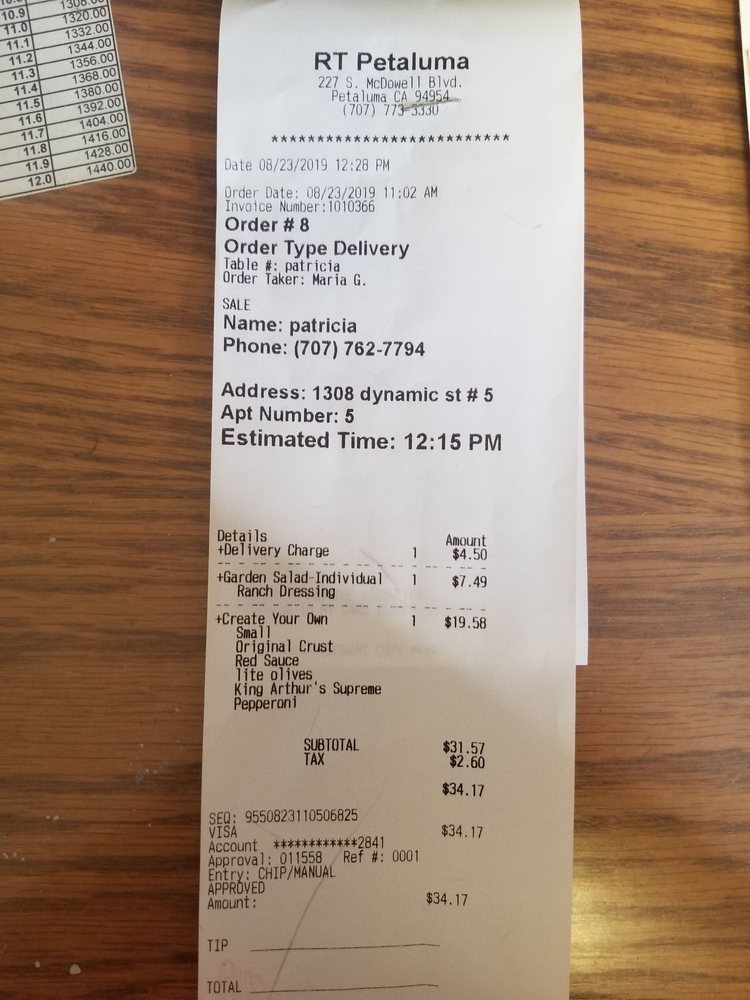 10.9 1320.00
11.0 1332.00
11.1 1344.00
11.2 1356.00
11.3 1368.00
11.4 1380.00
11.5 1392.00
11.6 1404.00
11.7 1416.00
11.8 1428.00
11.9 1440.00
12.0
RT Petaluma
227 S. McDowell Blvd.
Petaluma CA 94954
(707) 773-3330
**************************
Date 08/23/2019 12:28 PM
Order Date: 08/23/2019 11:02 AM
Invoice Number:1010366
Order # 8
Order Type Delivery
Table #: patricia
Order Taker: Maria G.
SALE
Name: patricia
Phone: (707) 762-7794
Address: 1308 dynamic st # 5
Apt Number: 5
Estimated Time: 12:15 PM
Details Amount
+Delivery Charge 1 $4.50
+Garden Salad-Individual 1 $7.49
Ranch Dressing
+Create Your Own 1 $19.58
Small
Original Crust
Red Sauce
lite olives
King Arthur's Supreme
Pepperoni
SUBTOTAL $31.57
TAX $2.60
$34.17
SEQ: 9550823110506825
VISA $34.17
Account ************2841
Approval: 011558 Ref #: 0001
Entry: CHIP/MANUAL
APPROVED
Amount: $34.17
TIP
TOTAL